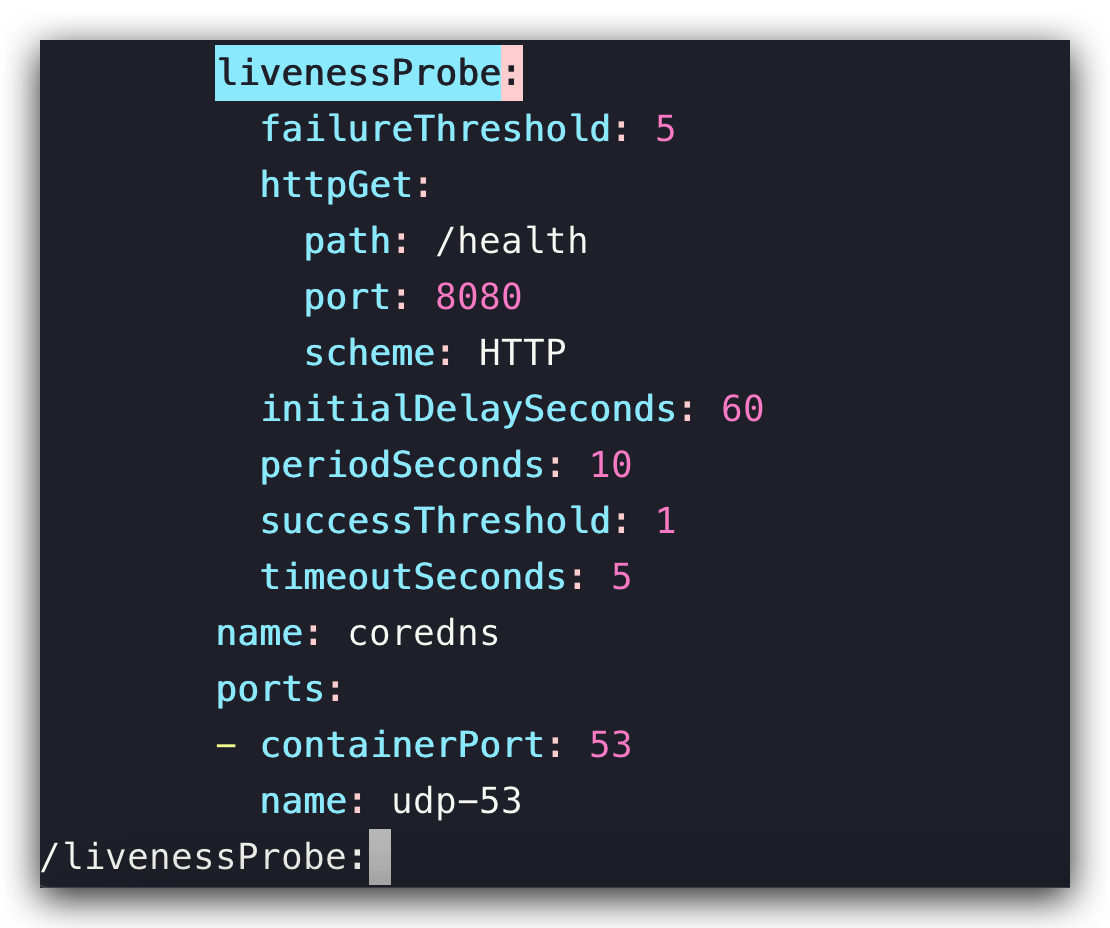 livenessProbe:
failureThreshold: 5
httpGet:
path: /health
port: 8080
scheme: HTTP
initialDelaySeconds: 60
periodSeconds: 10
successThreshold: 1
timeoutSeconds: 5
name: coredns
ports:
- containerPort: 53
name: udp-53
/livenessProbe: